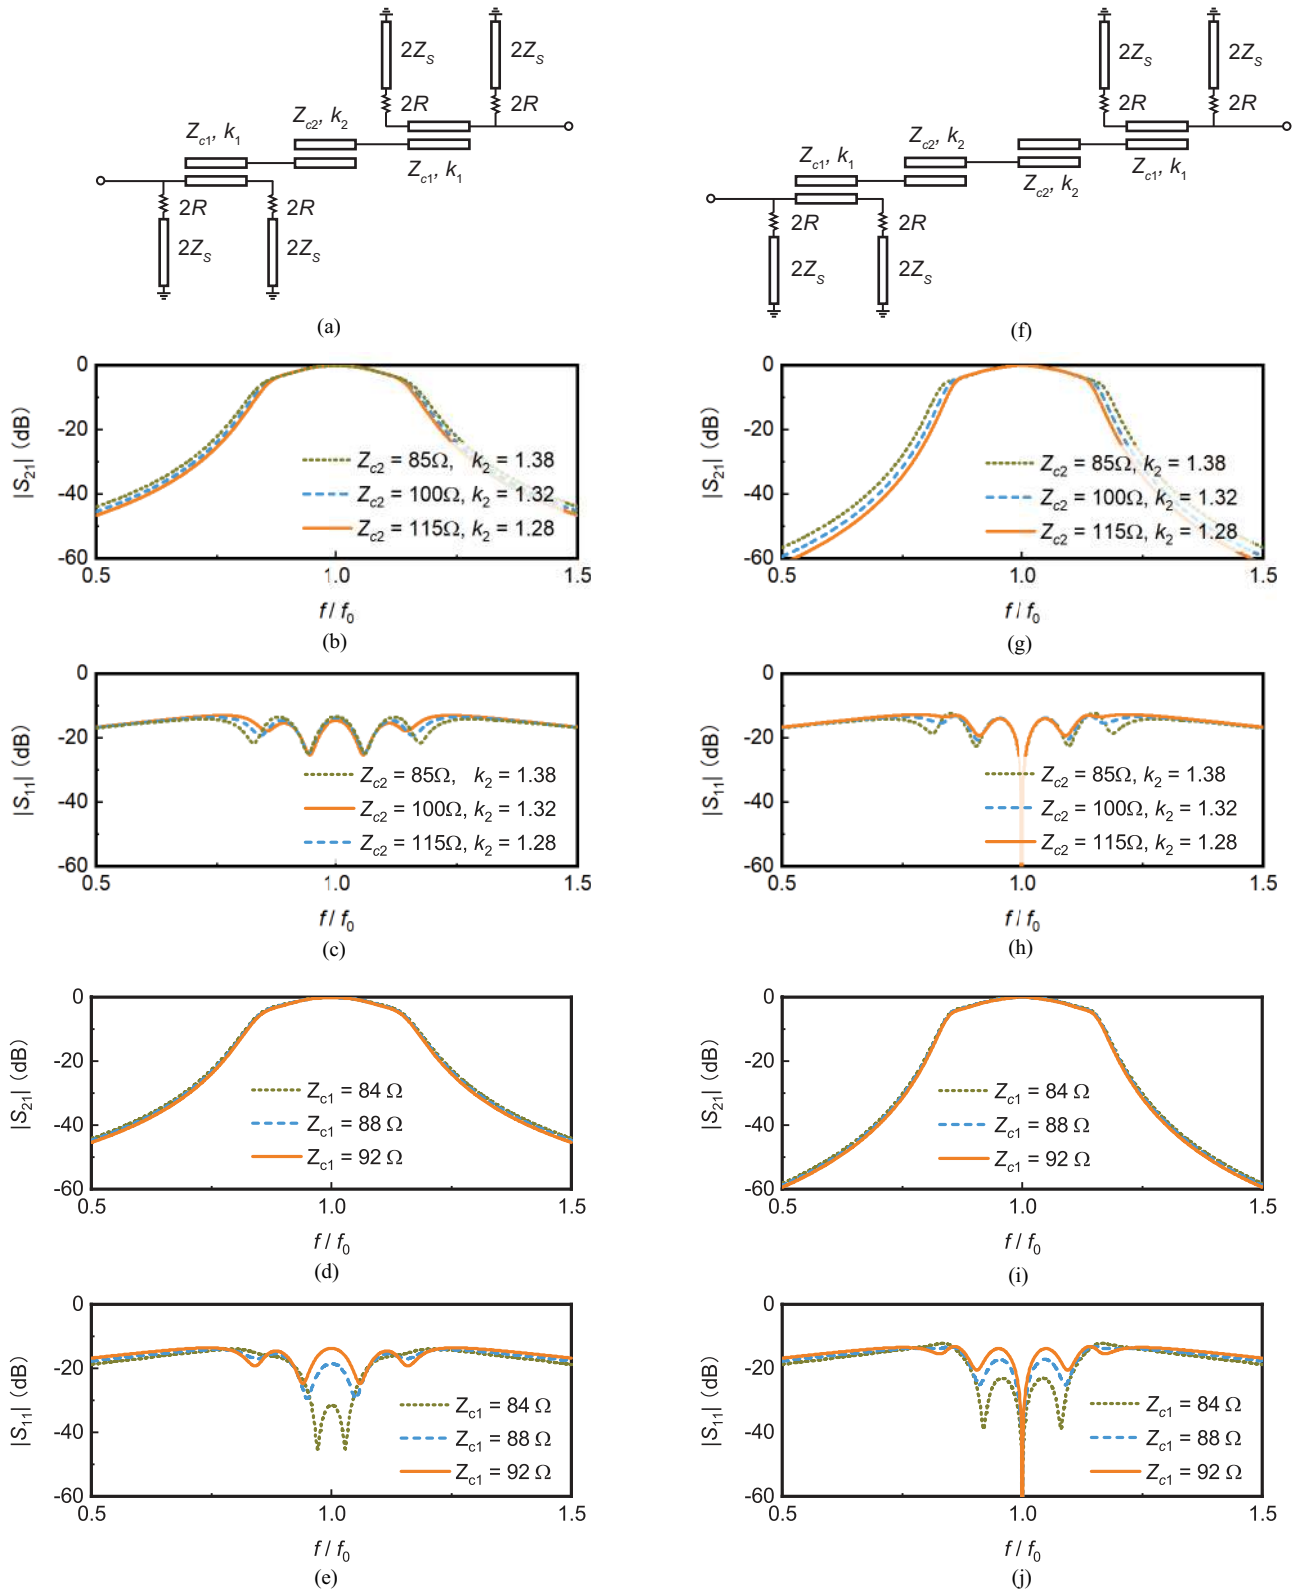 2Z_S 2Z_S
2R 2R
Z_c2, k_2
Z_c1, k_1
Z_c1, k_1
2R 2R
2Z_S 2Z_S
(a)
2Z_S 2Z_S
2R 2R
Z_c2, k_2
Z_c1, k_1
Z_c2, k_2 Z_c1, k_1
2R 2R
2Z_S 2Z_S
(f)
|S_21| (dB)
0
-20
-40
-60
Z_c2 = 85Ω, k_2 = 1.38
Z_c2 = 100Ω, k_2 = 1.32
Z_c2 = 115Ω, k_2 = 1.28
0.5 1.0 1.5
f / f_0
(b)
|S_21| (dB)
0
-20
-40
-60
Z_c2 = 85Ω, k_2 = 1.38
Z_c2 = 100Ω, k_2 = 1.32
Z_c2 = 115Ω, k_2 = 1.28
0.5 1.0 1.5
f / f_0
(g)
|S_11| (dB)
0
-20
-40
-60
Z_c2 = 85Ω, k_2 = 1.38
Z_c2 = 100Ω, k_2 = 1.32
Z_c2 = 115Ω, k_2 = 1.28
0.5 1.0 1.5
f / f_0
(c)
|S_11| (dB)
0
-20
-40
-60
Z_c2 = 85Ω, k_2 = 1.38
Z_c2 = 100Ω, k_2 = 1.32
Z_c2 = 115Ω, k_2 = 1.28
0.5 1.0 1.5
f / f_0
(h)
|S_21| (dB)
0
-20
-40
-60
Z_c1 = 84 Ω
Z_c1 = 88 Ω
Z_c1 = 92 Ω
0.5 1.0 1.5
f / f_0
(d)
|S_21| (dB)
0
-20
-40
-60
Z_c1 = 84 Ω
Z_c1 = 88 Ω
Z_c1 = 92 Ω
0.5 1.0 1.5
f / f_0
(i)
|S_11| (dB)
0
-20
-40
-60
Z_c1 = 84 Ω
Z_c1 = 88 Ω
Z_c1 = 92 Ω
0.5 1.0 1.5
f / f_0
(e)
|S_11| (dB)
0
-20
-40
-60
Z_c1 = 84 Ω
Z_c1 = 88 Ω
Z_c1 = 92 Ω
0.5 1.0 1.5
f / f_0
(j)